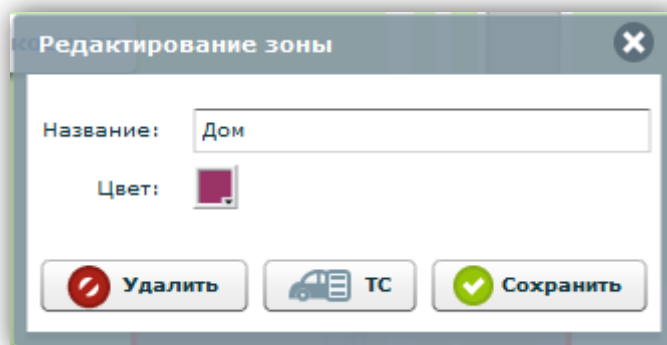 Редактирование зоны
Название: Дом
Цвет:
Удалить ТС Сохранить